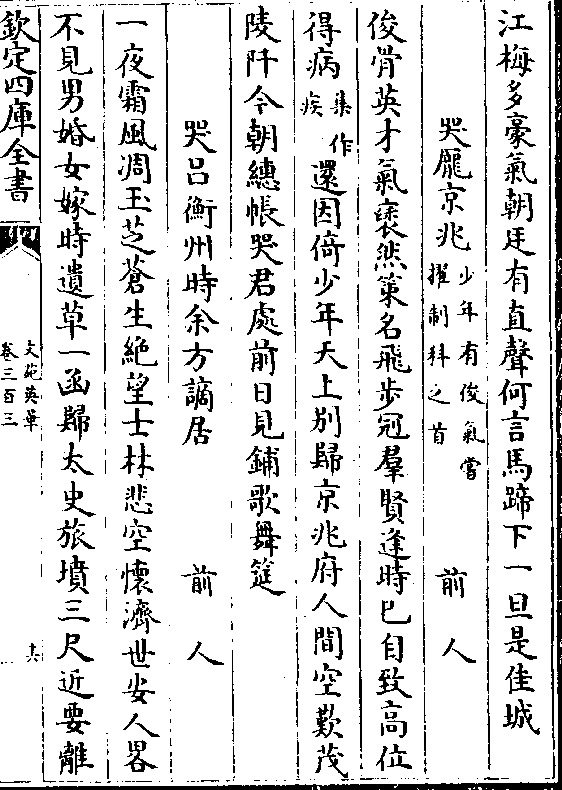 江梅多豪氣朝廷有直聲何言馬蹄下一旦是佳城
哭龐京兆少年有俊氣嘗擢制科之首 前人
俊骨英才氣褎然策名飛步冠羣賢逢時已自致高位
得病集作疾還因倚少年天上别歸京兆府人間空歎茂
陵阡今朝繐帳哭君處前日見鋪歌舞筵
哭吕衡州時余方謫居 前人
一夜霜風凋玉芝蒼生絶望士林悲空懷濟世安人畧
不見男婚女嫁時遺草一函歸太史旅墳三尺近要離
欽定四庫全書
文苑英華
卷三百三
十六